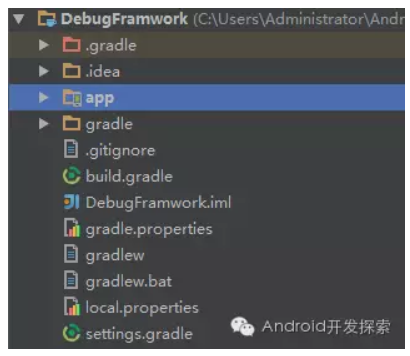 DebugFramwork (C:\Users\Administrator\Andr
.gradle
.idea
app
gradle
.gitignore
build.gradle
DebugFramwork.iml
gradle.properties
gradlew
gradlew.bat
local.properties
settings.gradle
Android开发探索